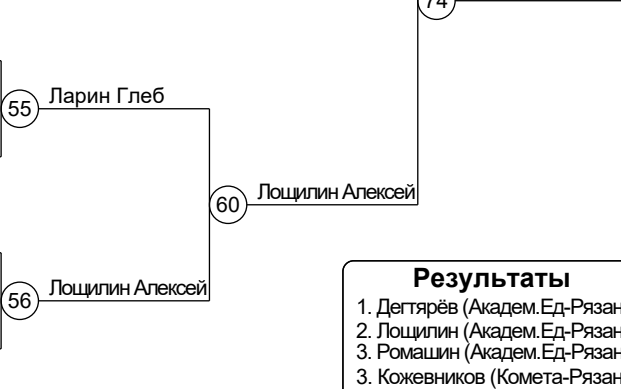 74
55 Ларин Глеб
60 Лощилин Алексей
56 Лощилин Алексей
Результаты
1. Дегтярёв (Академ.Ед-Рязан
2. Лощилин (Академ.Ед-Рязан
3. Ромашин (Академ.Ед-Рязан
3. Кожевников (Комета-Рязан